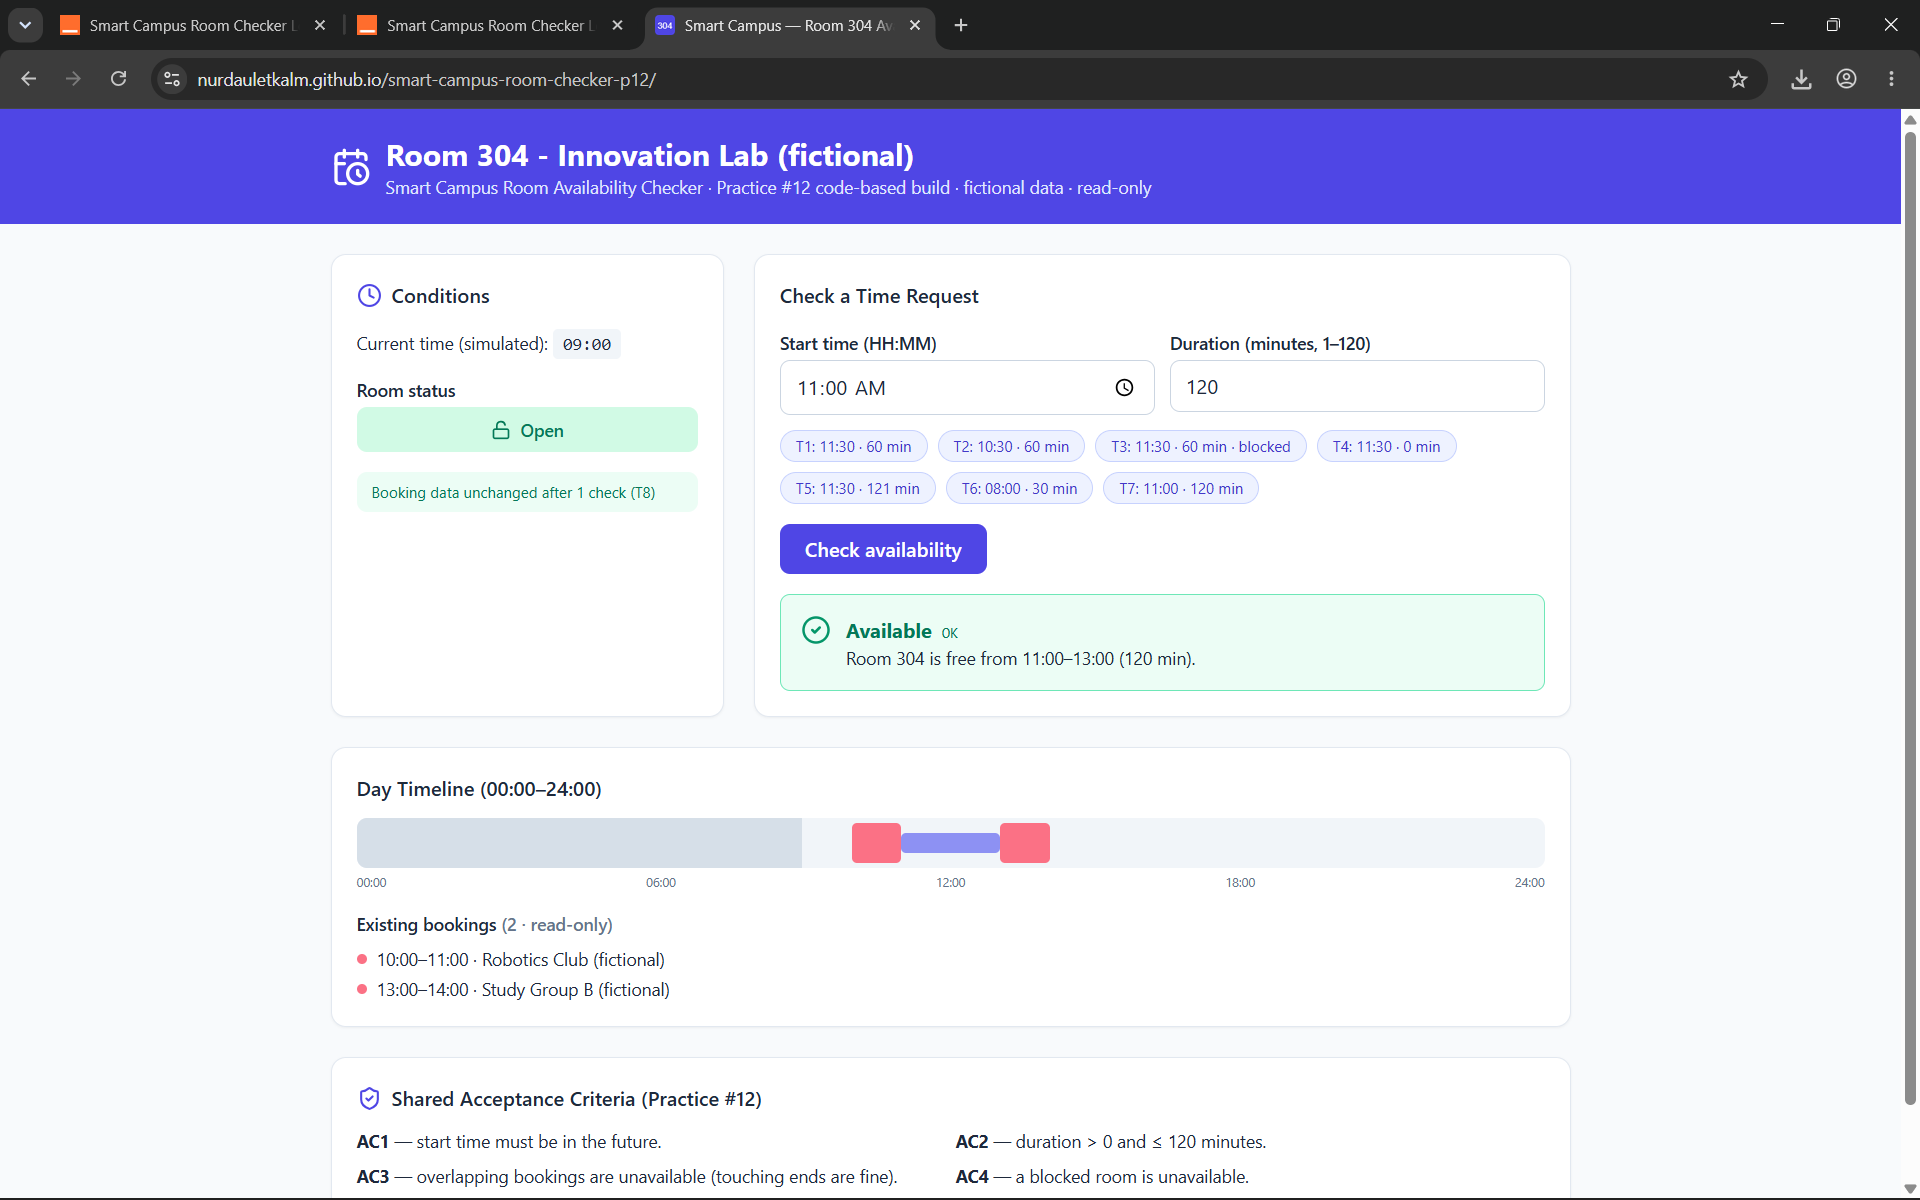 Smart Campus Room Checker
Smart Campus Room Checker
304 Smart Campus — Room 304 Av
nurdauletkalm.github.io/smart-campus-room-checker-p12/
Room 304 - Innovation Lab (fictional)
Smart Campus Room Availability Checker · Practice #12 code-based build · fictional data · read-only
Conditions
Current time (simulated): 09:00
Room status
Open
Booking data unchanged after 1 check (T8)
Check a Time Request
Start time (HH:MM)
Duration (minutes, 1–120)
11:00 AM
120
T1: 11:30 · 60 min
T2: 10:30 · 60 min
T3: 11:30 · 60 min · blocked
T4: 11:30 · 0 min
T5: 11:30 · 121 min
T6: 08:00 · 30 min
T7: 11:00 · 120 min
Check availability
Available OK
Room 304 is free from 11:00–13:00 (120 min).
Day Timeline (00:00–24:00)
00:00 06:00 12:00 18:00 24:00
Existing bookings (2 · read-only)
10:00–11:00 · Robotics Club (fictional)
13:00–14:00 · Study Group B (fictional)
Shared Acceptance Criteria (Practice #12)
AC1 — start time must be in the future.
AC2 — duration > 0 and ≤ 120 minutes.
AC3 — overlapping bookings are unavailable (touching ends are fine).
AC4 — a blocked room is unavailable.